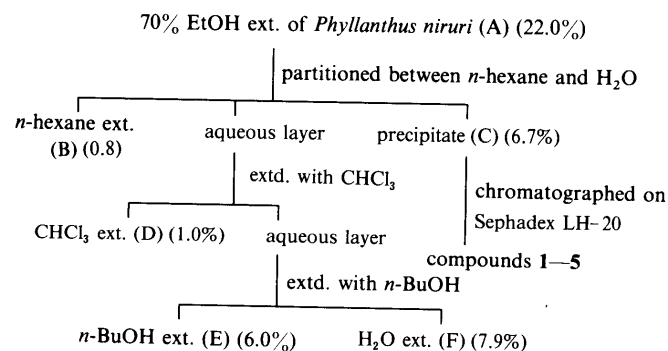 70% EtOH ext. of Phyllanthus niruri (A) (22.0%)
partitioned between n-hexane and H₂O
n-hexane ext.
(B) (0.8)
aqueous layer
precipitate (C) (6.7%)
extd. with CHCl₃
chromatographed on
Sephadex LH-20
CHCl₃ ext. (D) (1.0%)
aqueous layer
compounds 1—5
extd. with n-BuOH
n-BuOH ext. (E) (6.0%)
H₂O ext. (F) (7.9%)